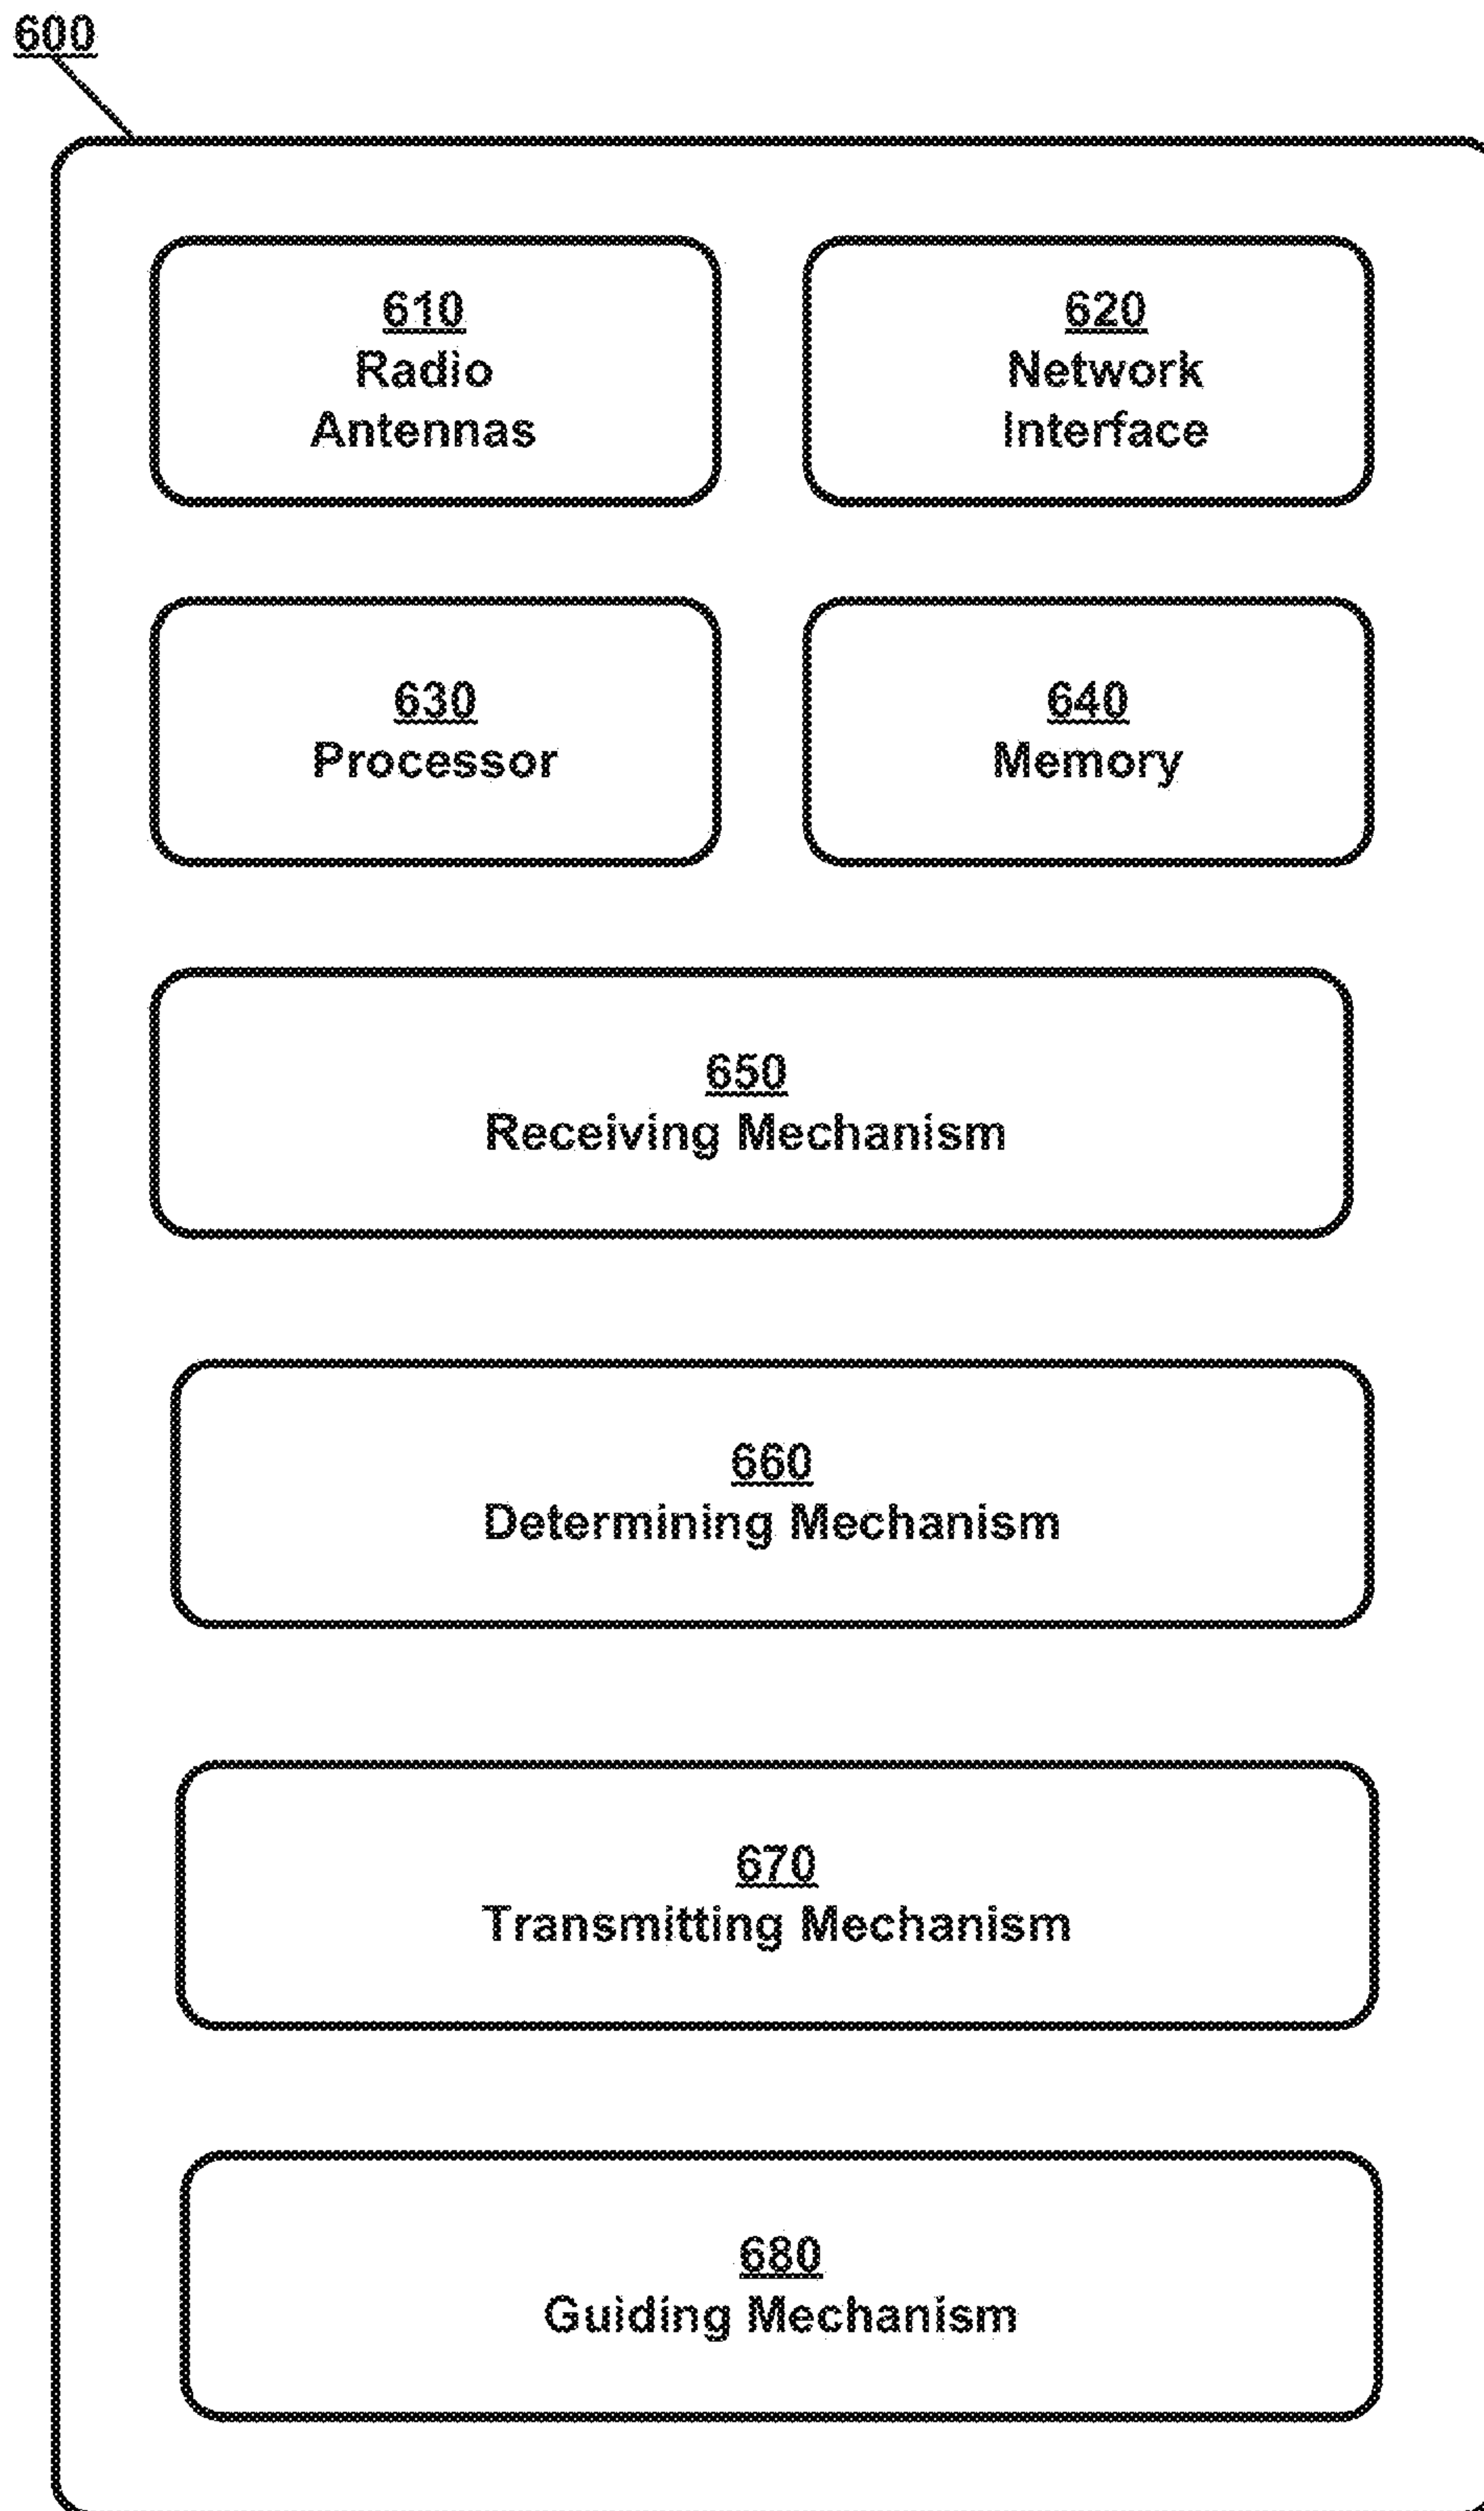 600
610
Radio
Antennas
620
Network
Interface
630
Processor
640
Memory
650
Receiving Mechanism
660
Determining Mechanism
670
Transmitting Mechanism
680
Guiding Mechanism